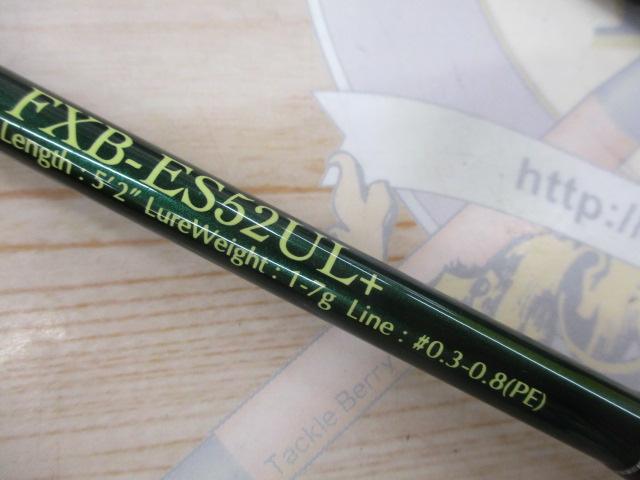 FXB-ES52UL+
Length : 5'2" LureWeight : 1-7g Line : #0.3-0.8(PE)
http://
Tackle Berry